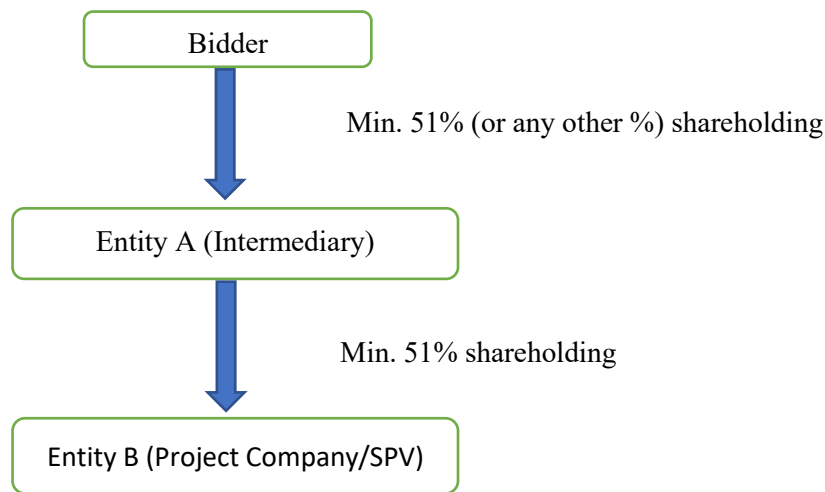 Bidder
Min. 51% (or any other %) shareholding
Entity A (Intermediary)
Min. 51% shareholding
Entity B (Project Company/SPV)